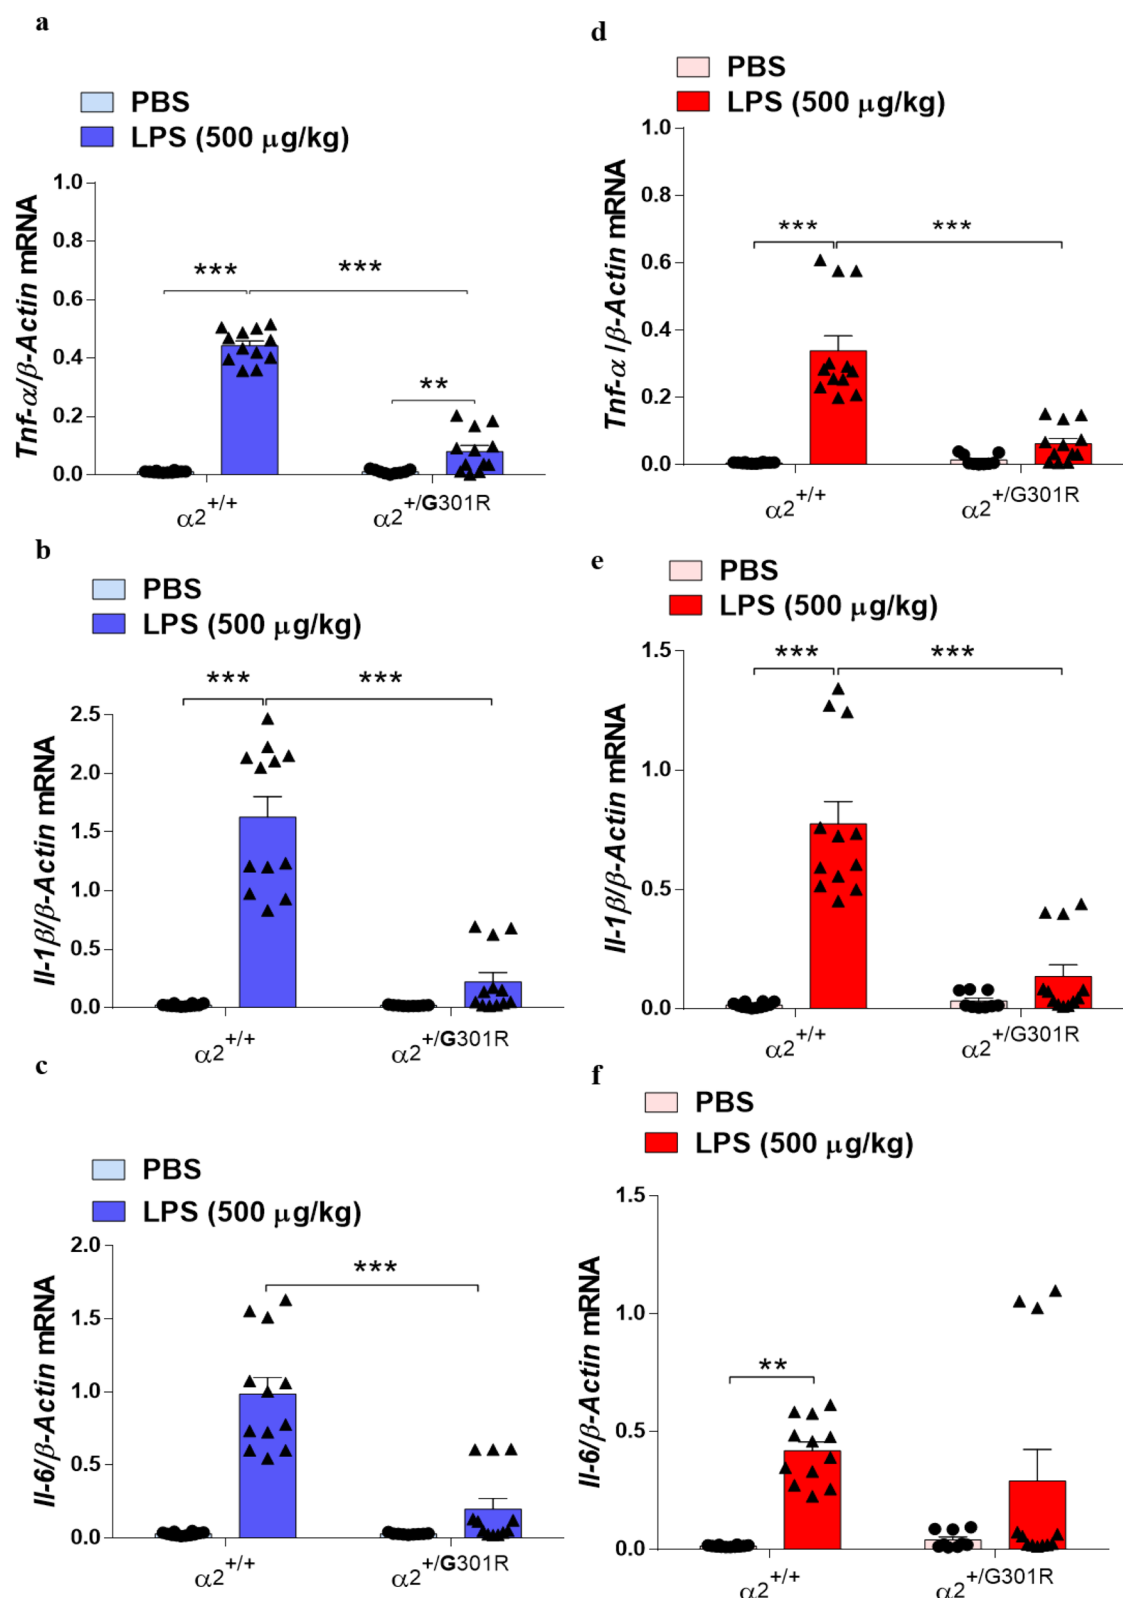 a
PBS
LPS (500 μg/kg)
Tnf-α/β-Actin mRNA
1.0
0.8
0.6
0.4
0.2
0.0
***
***
**
α2+/+
α2+/G301R
d
PBS
LPS (500 μg/kg)
Tnf-α/β-Actin mRNA
1.0
0.8
0.6
0.4
0.2
0.0
***
***
α2+/+
α2+/G301R
b
PBS
LPS (500 μg/kg)
Il-1β/β-Actin mRNA
2.5
2.0
1.5
1.0
0.5
0.0
***
***
α2+/+
α2+/G301R
e
PBS
LPS (500 μg/kg)
Il-1β/β-Actin mRNA
1.5
1.0
0.5
0.0
***
***
α2+/+
α2+/G301R
c
PBS
LPS (500 μg/kg)
Il-6/β-Actin mRNA
2.0
1.5
1.0
0.5
0.0
***
α2+/+
α2+/G301R
f
PBS
LPS (500 μg/kg)
Il-6/β-Actin mRNA
1.5
1.0
0.5
0.0
**
α2+/+
α2+/G301R